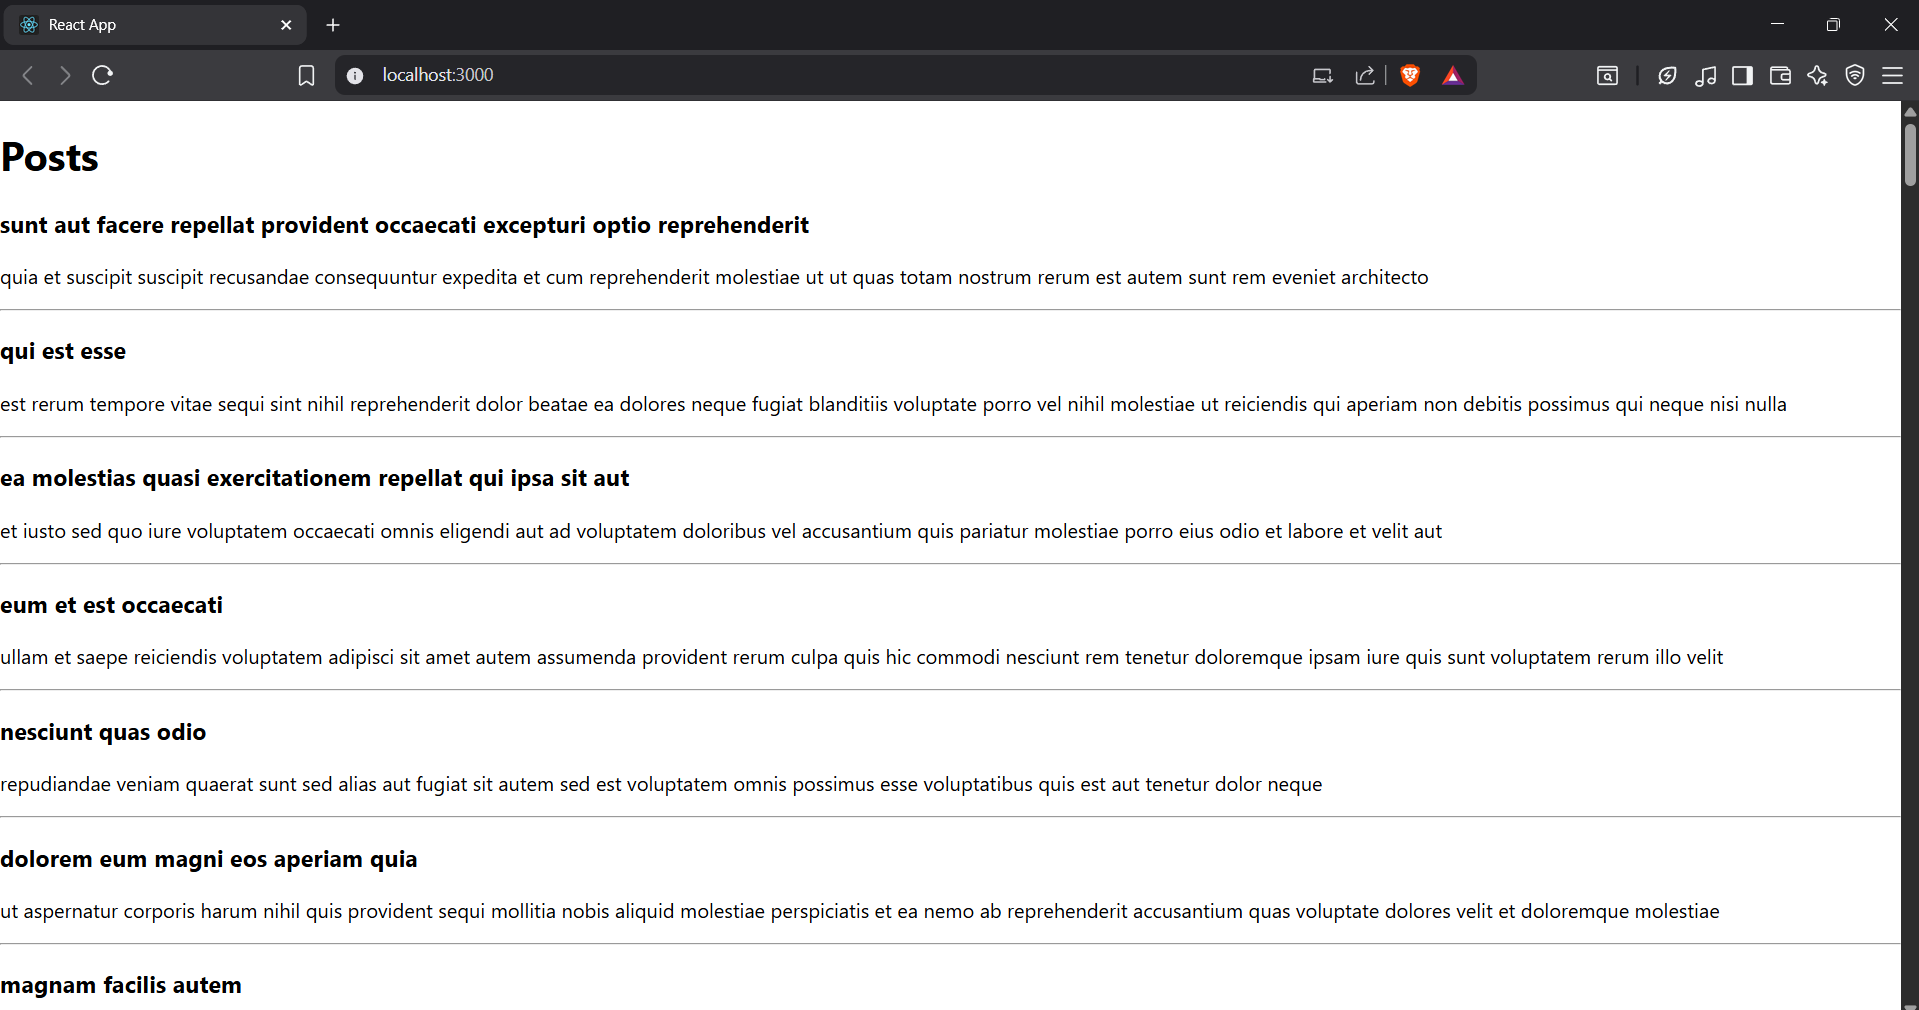 React App
localhost:3000
Posts
sunt aut facere repellat provident occaecati excepturi optio reprehenderit
quia et suscipit suscipit recusandae consequuntur expedita et cum reprehenderit molestiae ut ut quas totam nostrum rerum est autem sunt rem eveniet architecto
qui est esse
est rerum tempore vitae sequi sint nihil reprehenderit dolor beatae ea dolores neque fugiat blanditiis voluptate porro vel nihil molestiae ut reiciendis qui aperiam non debitis possimus qui neque nisi nulla
ea molestias quasi exercitationem repellat qui ipsa sit aut
et iusto sed quo iure voluptatem occaecati omnis eligendi aut ad voluptatem doloribus vel accusantium quis pariatur molestiae porro eius odio et labore et velit aut
eum et est occaecati
ullam et saepe reiciendis voluptatem adipisci sit amet autem assumenda provident rerum culpa quis hic commodi nesciunt rem tenetur doloremque ipsam iure quis sunt voluptatem rerum illo velit
nesciunt quas odio
repudiandae veniam quaerat sunt sed alias aut fugiat sit autem sed est voluptatem omnis possimus esse voluptatibus quis est aut tenetur dolor neque
dolorem eum magni eos aperiam quia
ut aspernatur corporis harum nihil quis provident sequi mollitia nobis aliquid molestiae perspiciatis et ea nemo ab reprehenderit accusantium quas voluptate dolores velit et doloremque molestiae
magnam facilis autem